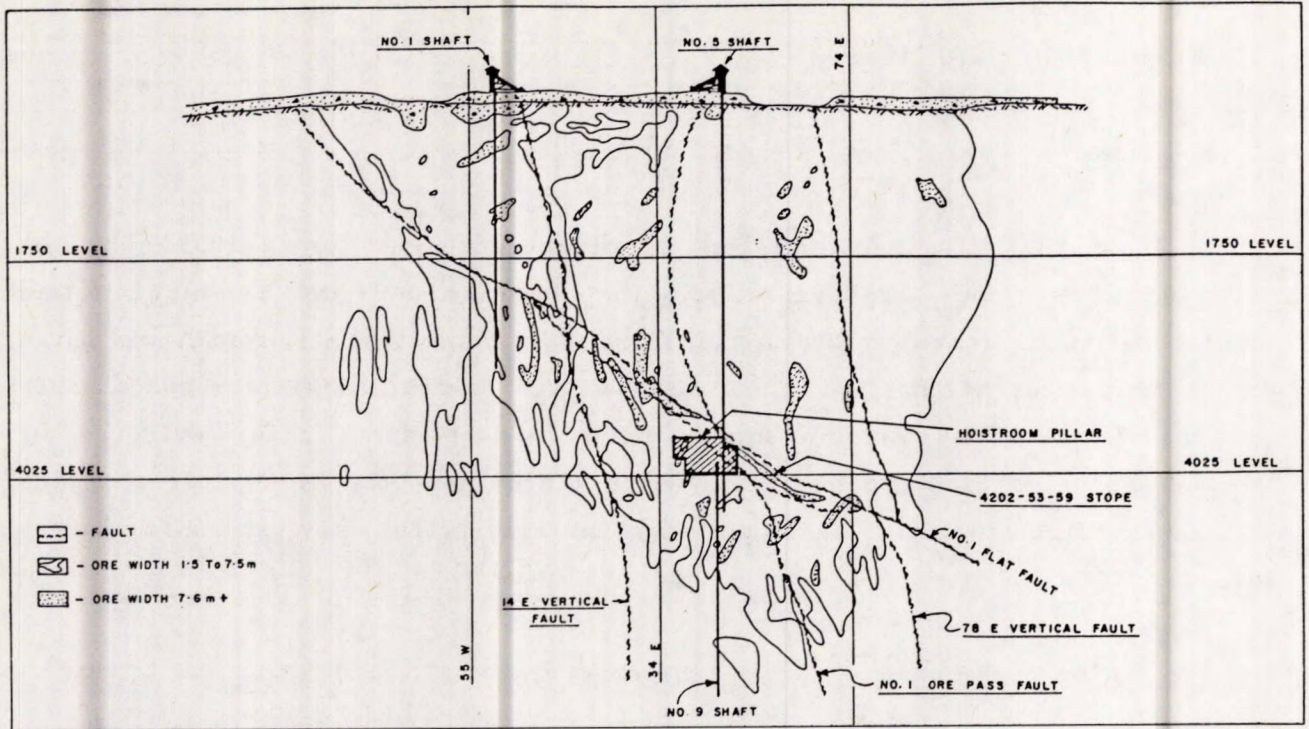 NO. 1 SHAFT
NO. 5 SHAFT
74 E
1750 LEVEL
1750 LEVEL
HOISTROOM PILLAR
4025 LEVEL
4025 LEVEL
4202-53-59 STOPE
- FAULT
- ORE WIDTH 1·5 To 7·5m
- ORE WIDTH 7·6m+
NO.1 FLAT FAULT
14 E. VERTICAL
FAULT
78 E VERTICAL FAULT
55 W
34 E
NO. 1 ORE PASS FAULT
NO. 9 SHAFT